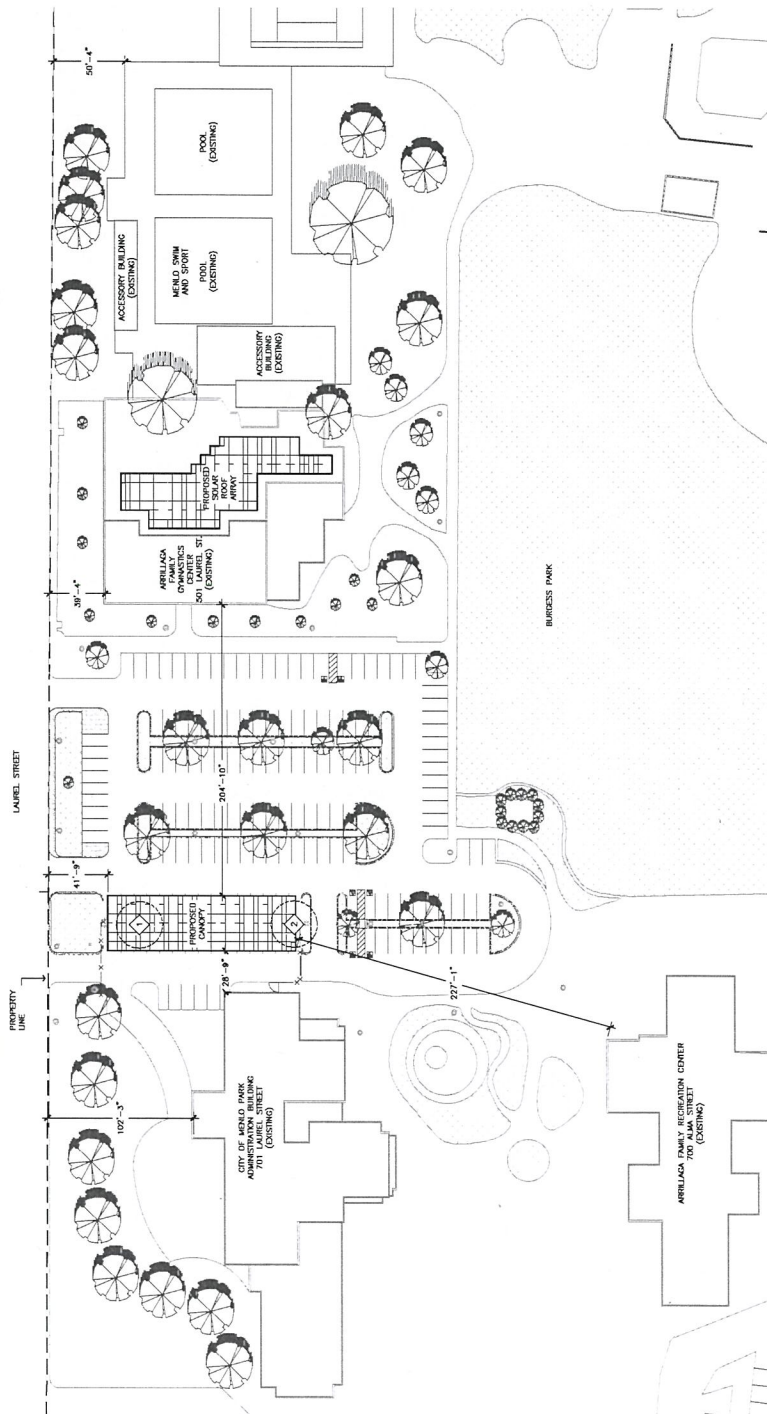 50'-4"
POOL
(EXISTING)
ACCESSORY BUILDING
(EXISTING)
MENLO SWIM
AND SPORT
POOL
(EXISTING)
ACCESSORY
BUILDING
(EXISTING)
PROPOSED
SOLAR
ROOF
ARRAY
ARRILLAGA
FAMILY
GYMNASTICS
CENTER
501 LAUREL ST.
(EXISTING)
39'-4"
BURGESS PARK
LAUREL STREET
204'-10"
41'-9"
PROPOSED
CANOPY
1
2
28'-9"
227'-1"
PROPERTY
LINE
102'-3"
CITY OF MENLO PARK
ADMINISTRATION BUILDING
701 LAUREL STREET
(EXISTING)
ARRILLAGA FAMILY RECREATION CENTER
700 ALMA STREET
(EXISTING)